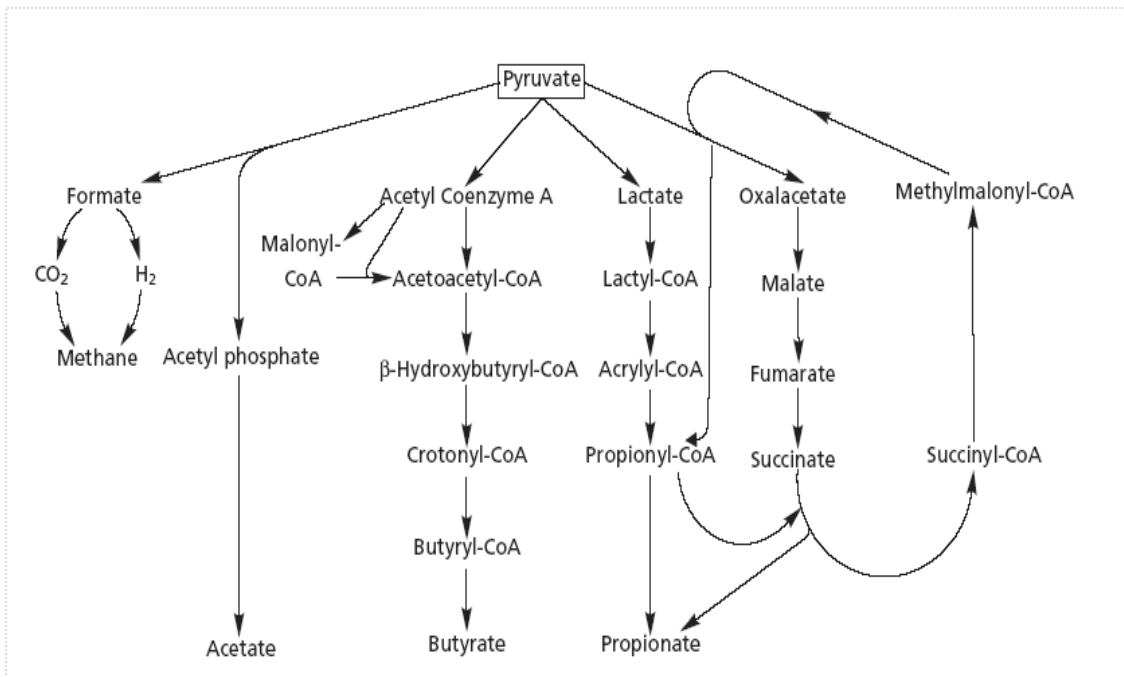 Pyruvate
Formate
Acetyl Coenzyme A
Lactate
Oxalacetate
Methylmalonyl-CoA
Malonyl-
CoA
CO₂
H₂
Acetoacetyl-CoA
Lactyl-CoA
Malate
Methane
Acetyl phosphate
β-Hydroxybutyryl-CoA
Acrylyl-CoA
Fumarate
Crotonyl-CoA
Propionyl-CoA
Succinate
Succinyl-CoA
Butyryl-CoA
Acetate
Butyrate
Propionate